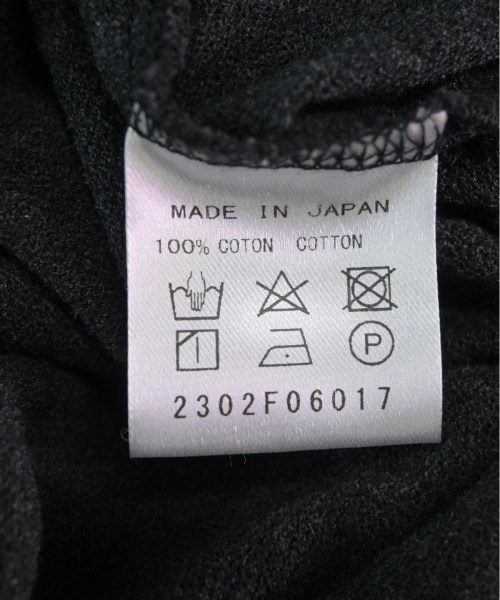 MADE IN JAPAN
100% COTON COTTON
P
2302F06017